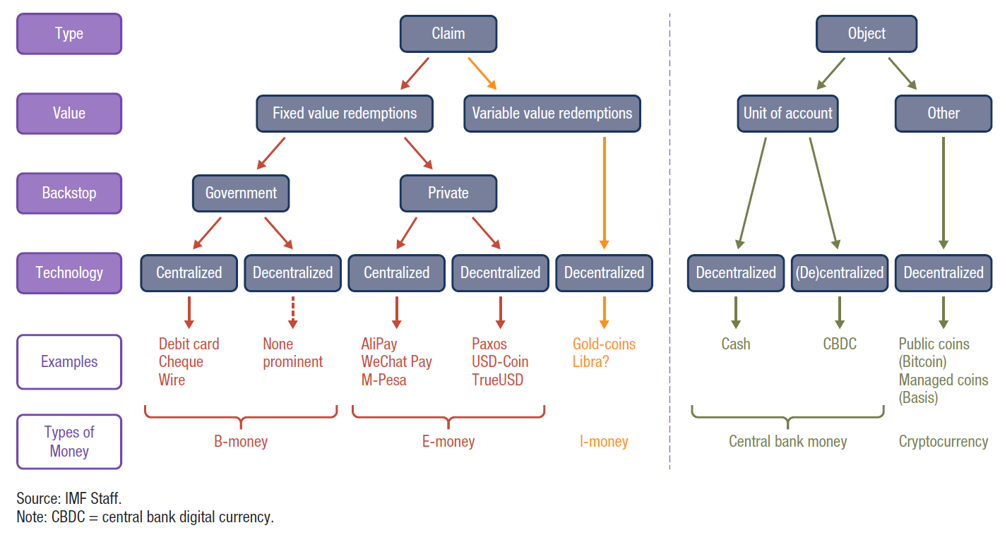 Type
Claim
Object
Value
Fixed value redemptions
Variable value redemptions
Unit of account
Other
Backstop
Government
Private
Technology
Centralized
Decentralized
Centralized
Decentralized
Decentralized
Decentralized
(De)centralized
Decentralized
Examples
Debit card
Cheque
Wire
None
prominent
AliPay
WeChat Pay
M-Pesa
Paxos
USD-Coin
TrueUSD
Gold-coins
Libra?
Cash
CBDC
Public coins
(Bitcoin)
Managed coins
(Basis)
Types of
Money
B-money
E-money
I-money
Central bank money
Cryptocurrency
Source: IMF Staff.
Note: CBDC = central bank digital currency.